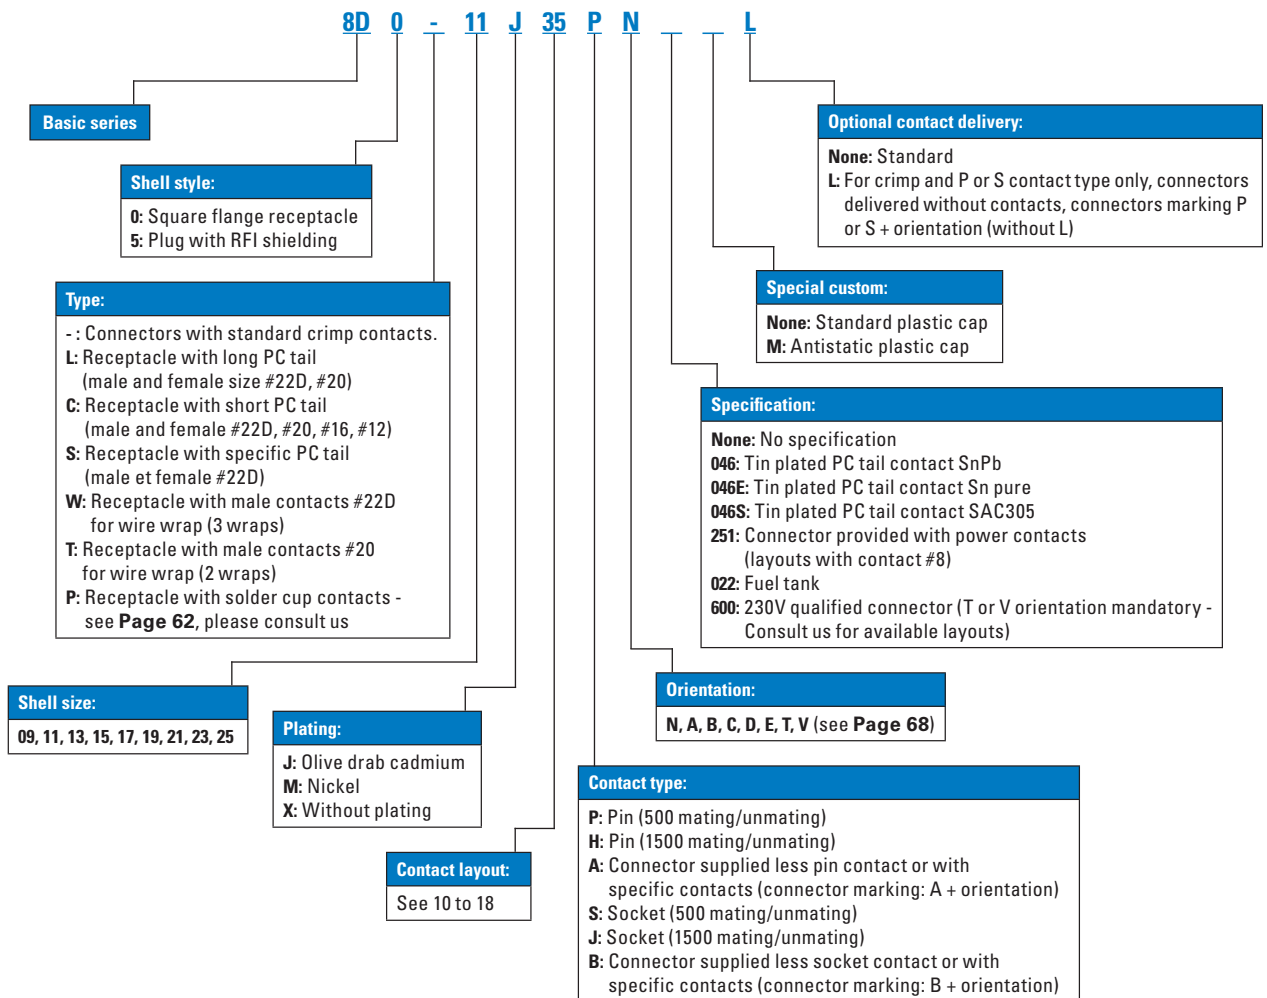 8D 0 - 11 J 35 P N _ _ L
Basic series
Shell style:
0: Square flange receptacle
5: Plug with RFI shielding
Type:
- : Connectors with standard crimp contacts.
L: Receptacle with long PC tail
(male and female size #22D, #20)
C: Receptacle with short PC tail
(male and female #22D, #20, #16, #12)
S: Receptacle with specific PC tail
(male et female #22D)
W: Receptacle with male contacts #22D
for wire wrap (3 wraps)
T: Receptacle with male contacts #20
for wire wrap (2 wraps)
P: Receptacle with solder cup contacts -
see Page 62, please consult us
Shell size:
09, 11, 13, 15, 17, 19, 21, 23, 25
Plating:
J: Olive drab cadmium
M: Nickel
X: Without plating
Contact layout:
See 10 to 18
Contact type:
P: Pin (500 mating/unmating)
H: Pin (1500 mating/unmating)
A: Connector supplied less pin contact or with
specific contacts (connector marking: A + orientation)
S: Socket (500 mating/unmating)
J: Socket (1500 mating/unmating)
B: Connector supplied less socket contact or with
specific contacts (connector marking: B + orientation)
Orientation:
N, A, B, C, D, E, T, V (see Page 68)
Specification:
None: No specification
046: Tin plated PC tail contact SnPb
046E: Tin plated PC tail contact Sn pure
046S: Tin plated PC tail contact SAC305
251: Connector provided with power contacts
(layouts with contact #8)
022: Fuel tank
600: 230V qualified connector (T or V orientation mandatory -
Consult us for available layouts)
Special custom:
None: Standard plastic cap
M: Antistatic plastic cap
Optional contact delivery:
None: Standard
L: For crimp and P or S contact type only, connectors
delivered without contacts, connectors marking P
or S + orientation (without L)